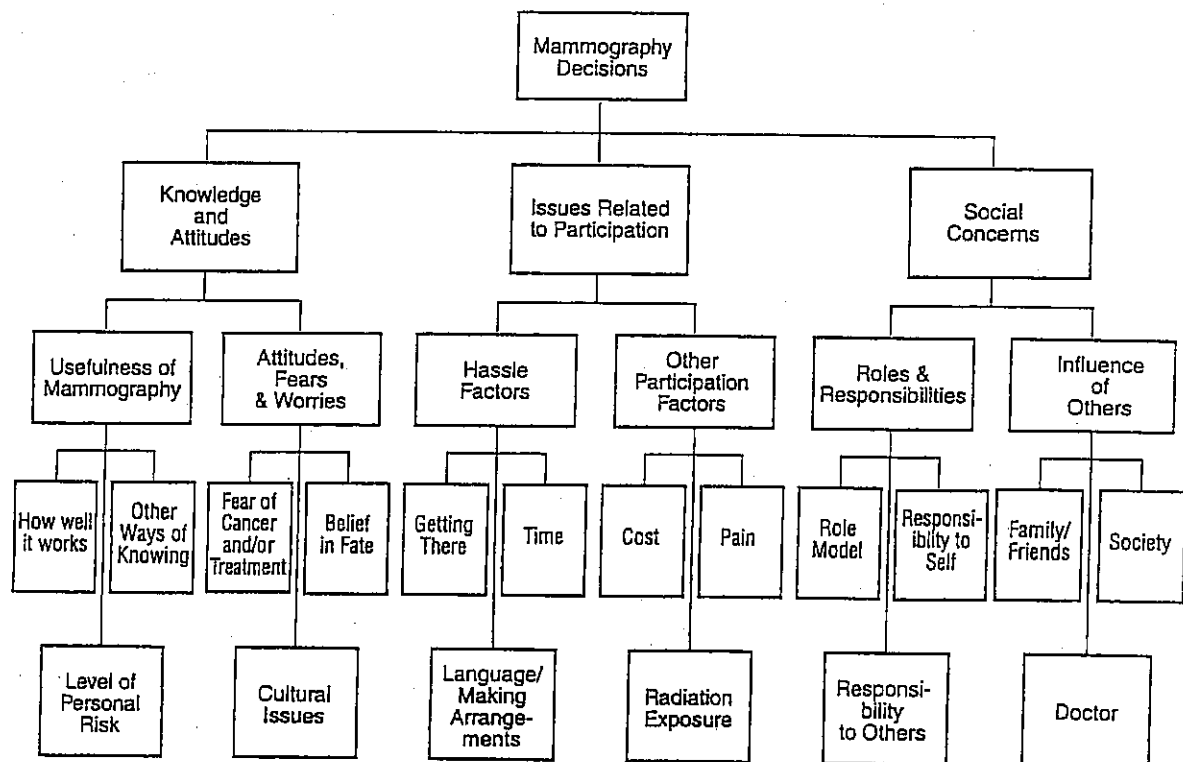 Mammography
Decisions
Knowledge
and
Attitudes
Issues Related
to Participation
Social
Concerns
Usefulness of
Mammography
Attitudes,
Fears
& Worries
Hassle
Factors
Other
Participation
Factors
Roles &
Responsibilities
Influence
of
Others
How well
it works
Other
Ways of
Knowing
Fear of
Cancer
and/or
Treatment
Belief
in Fate
Getting
There
Time
Cost
Pain
Role
Model
Responsi-
iblity to
Self
Family/
Friends
Society
Level of
Personal
Risk
Cultural
Issues
Language/
Making
Arrange-
ments
Radiation
Exposure
Responsi-
bility
to Others
Doctor